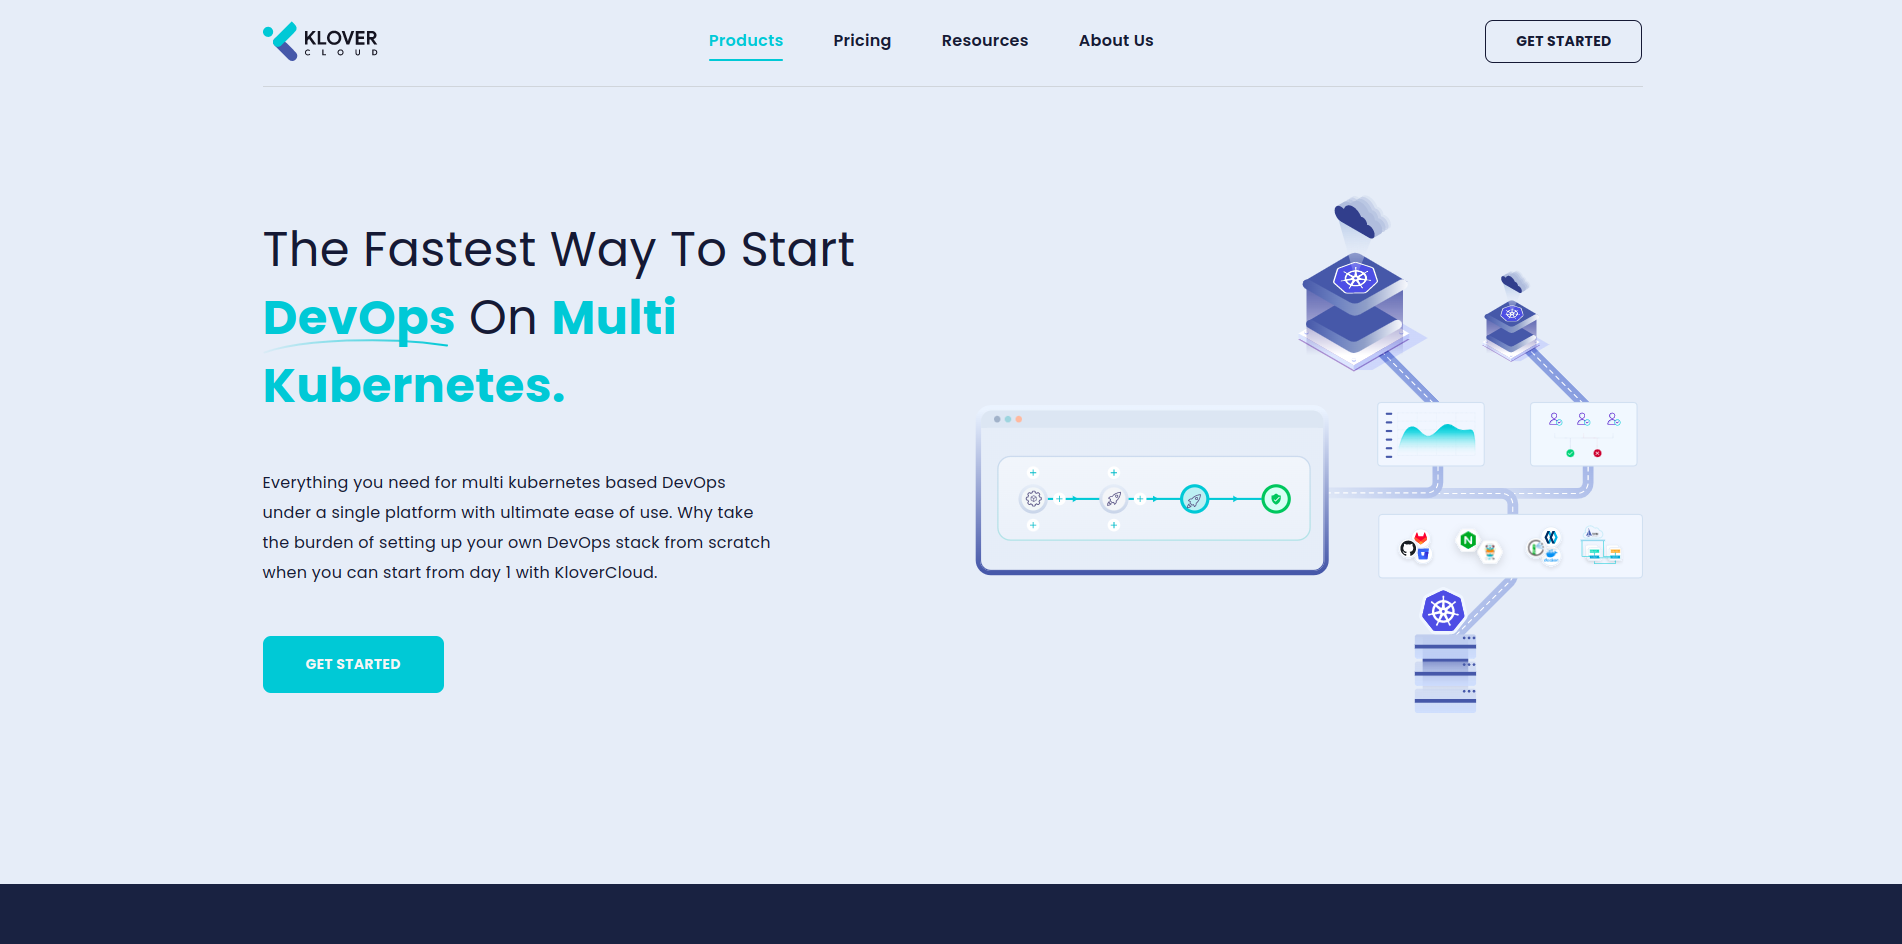 KLOVER
CLOUD
Products
Pricing
Resources
About Us
GET STARTED
The Fastest Way To Start
DevOps On Multi
Kubernetes.
Everything you need for multi kubernetes based DevOps
under a single platform with ultimate ease of use. Why take
the burden of setting up your own DevOps stack from scratch
when you can start from day 1 with KloverCloud.
GET STARTED